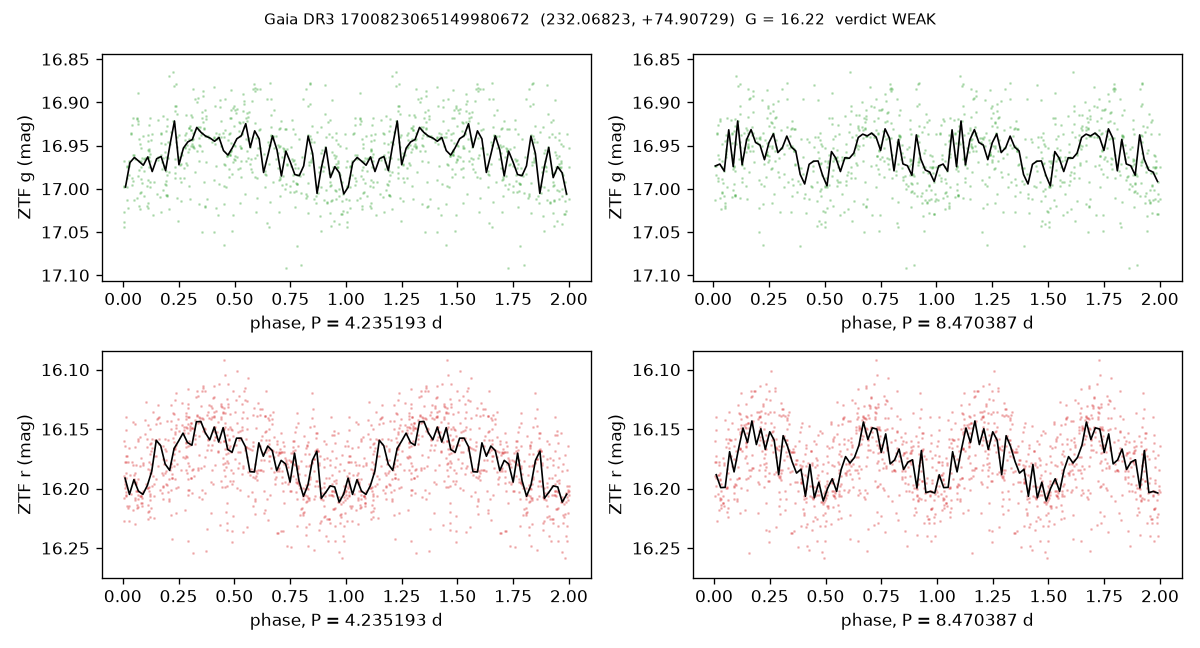 Gaia DR3 1700823065149980672  (232.06823, +74.90729)  G = 16.22  verdict WEAK
ZTF g (mag)
16.85
16.90
16.95
17.00
17.05
17.10
0.00 0.25 0.50 0.75 1.00 1.25 1.50 1.75 2.00
phase, P = 4.235193 d
ZTF g (mag)
16.85
16.90
16.95
17.00
17.05
17.10
0.00 0.25 0.50 0.75 1.00 1.25 1.50 1.75 2.00
phase, P = 8.470387 d
ZTF r (mag)
16.10
16.15
16.20
16.25
0.00 0.25 0.50 0.75 1.00 1.25 1.50 1.75 2.00
phase, P = 4.235193 d
ZTF r (mag)
16.10
16.15
16.20
16.25
0.00 0.25 0.50 0.75 1.00 1.25 1.50 1.75 2.00
phase, P = 8.470387 d